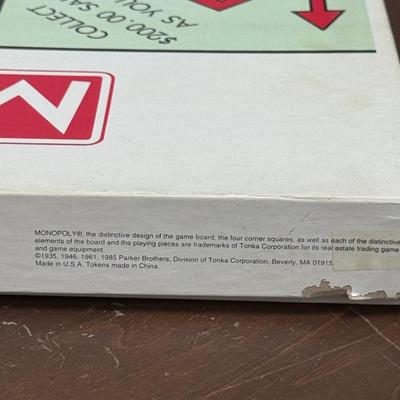 COLLECT
$200.00 SA
AS YOU
MONOPOLY®, the distinctive design of the game board, the four corner squares, as well as each of the distinctive
elements of the board and the playing pieces are trademarks of Tonka Corporation for its real estate trading game
and game equipment.
©1935, 1946, 1961, 1985 Parker Brothers, Division of Tonka Corporation, Beverly, MA 01915.
Made in U.S.A. Tokens made in China.